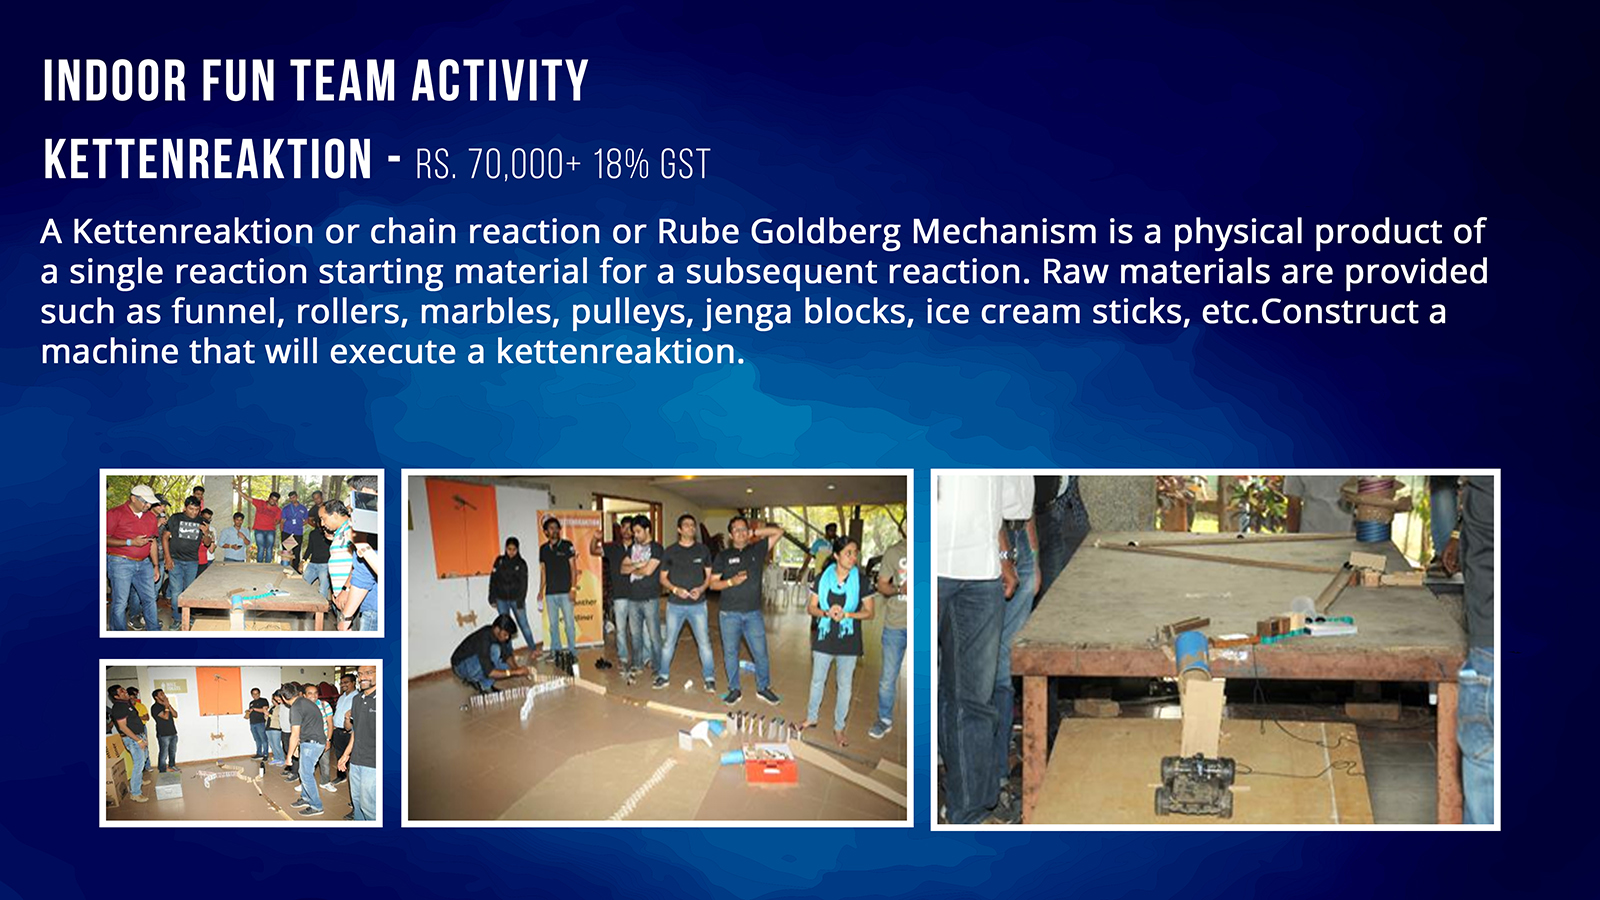 INDOOR FUN TEAM ACTIVITY
KETTENREAKTION - RS. 70,000+ 18% GST
A Kettenreaktion or chain reaction or Rube Goldberg Mechanism is a physical product of
a single reaction starting material for a subsequent reaction. Raw materials are provided
such as funnel, rollers, marbles, pulleys, jenga blocks, ice cream sticks, etc.Construct a
machine that will execute a kettenreaktion.